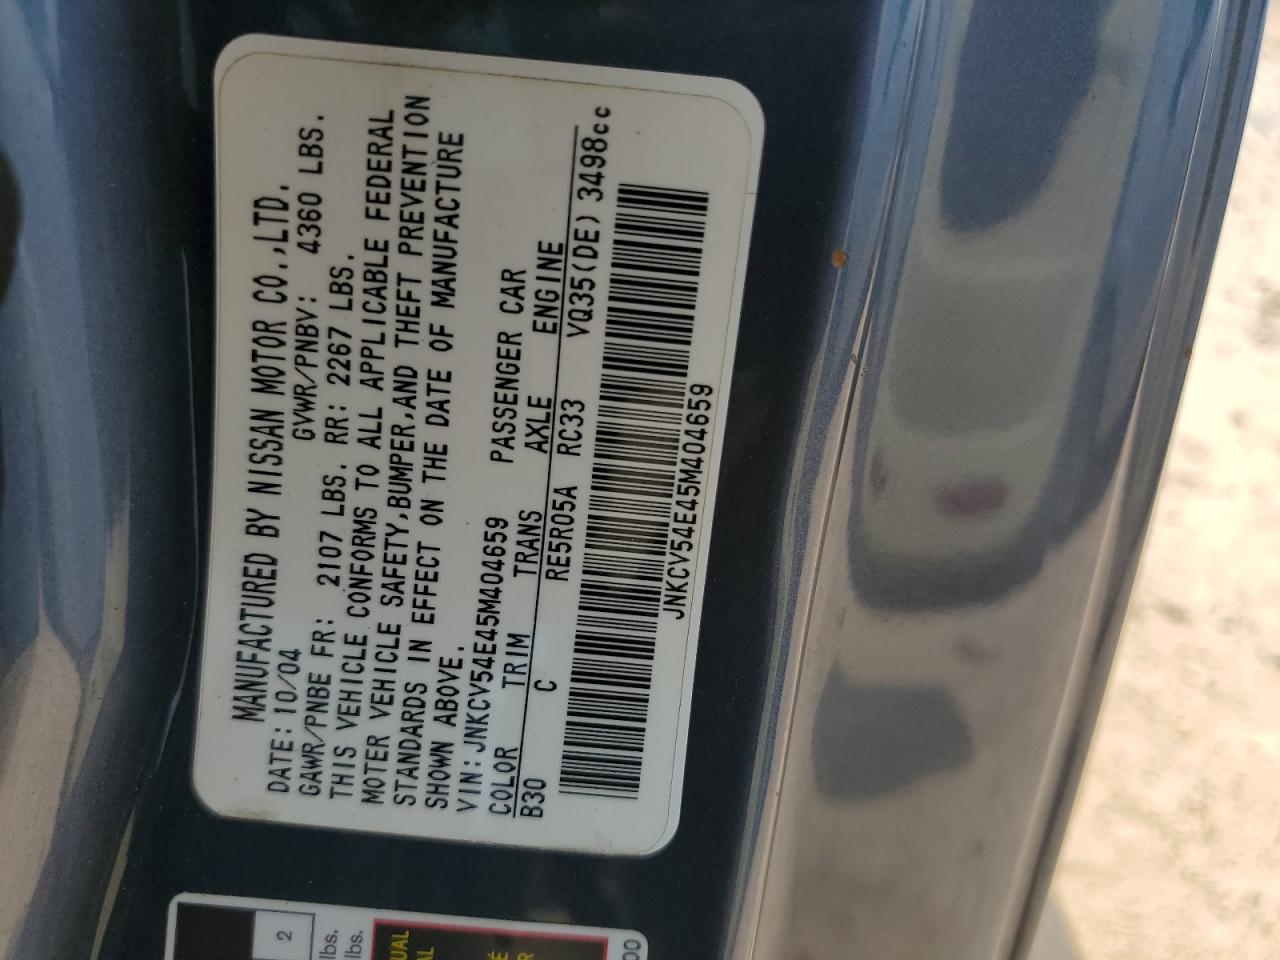 MANUFACTURED BY NISSAN MOTOR CO.,LTD.
DATE: 10/04 GVWR/PNBV: 4360 LBS.
GAWR/PNBE FR: 2107 LBS. RR: 2267 LBS.
THIS VEHICLE CONFORMS TO ALL APPLICABLE FEDERAL
MOTER VEHICLE SAFETY,BUMPER,AND THEFT PREVENTION
STANDARDS IN EFFECT ON THE DATE OF MANUFACTURE
SHOWN ABOVE.
VIN:JNKCV54E45M404659 PASSENGER CAR
COLOR TRIM TRANS AXLE ENGINE
B30 C RE5R05A RC33 VQ35(DE) 3498cc
JNKCV54E45M404659
2
lbs.
lbs.